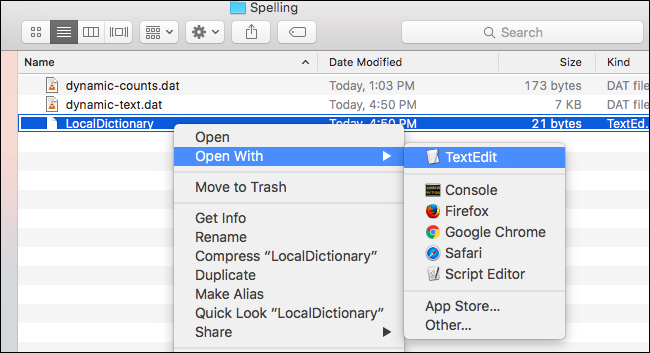 Spelling
Search
Name Date Modified Size Kind
dynamic-counts.dat Today, 1:03 PM 173 bytes DAT file
dynamic-text.dat Today, 4:50 PM 7 KB DAT file
LocalDictionary Today, 4:50 PM 21 bytes TextEd...
Open
Open With
Move to Trash
Get Info
Rename
Compress “LocalDictionary”
Duplicate
Make Alias
Quick Look “LocalDictionary”
Share
TextEdit
Console
Firefox
Google Chrome
Safari
Script Editor
App Store...
Other...